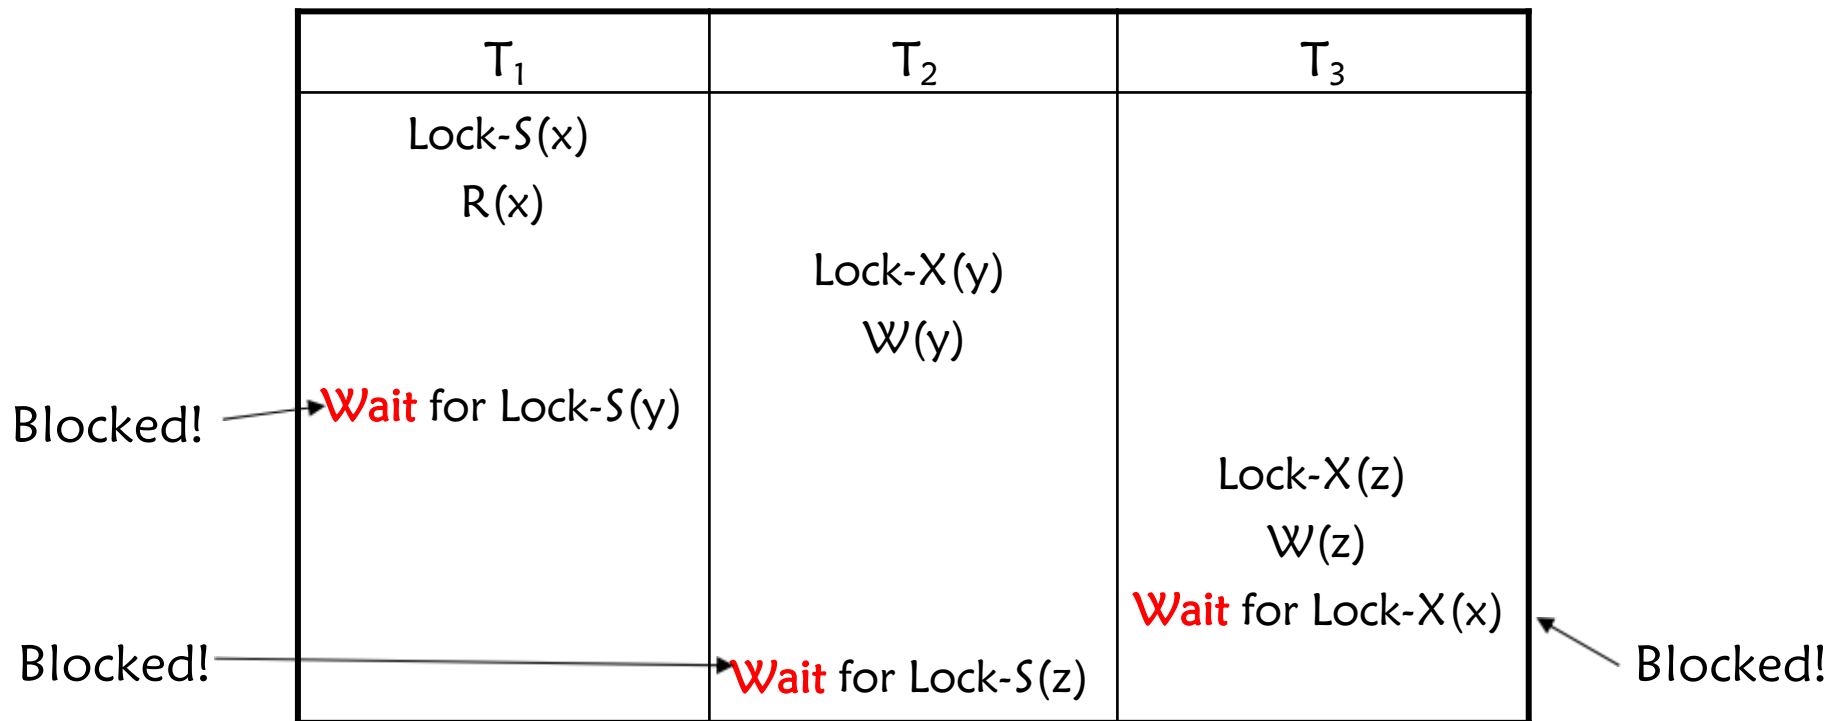 T₁ T₂ T₃
Lock-S(x)
R(x)
Lock-X(y)
W(y)
Blocked! Wait for Lock-S(y)
Lock-X(z)
W(z)
Wait for Lock-X(x)
Blocked! Wait for Lock-S(z) Blocked!